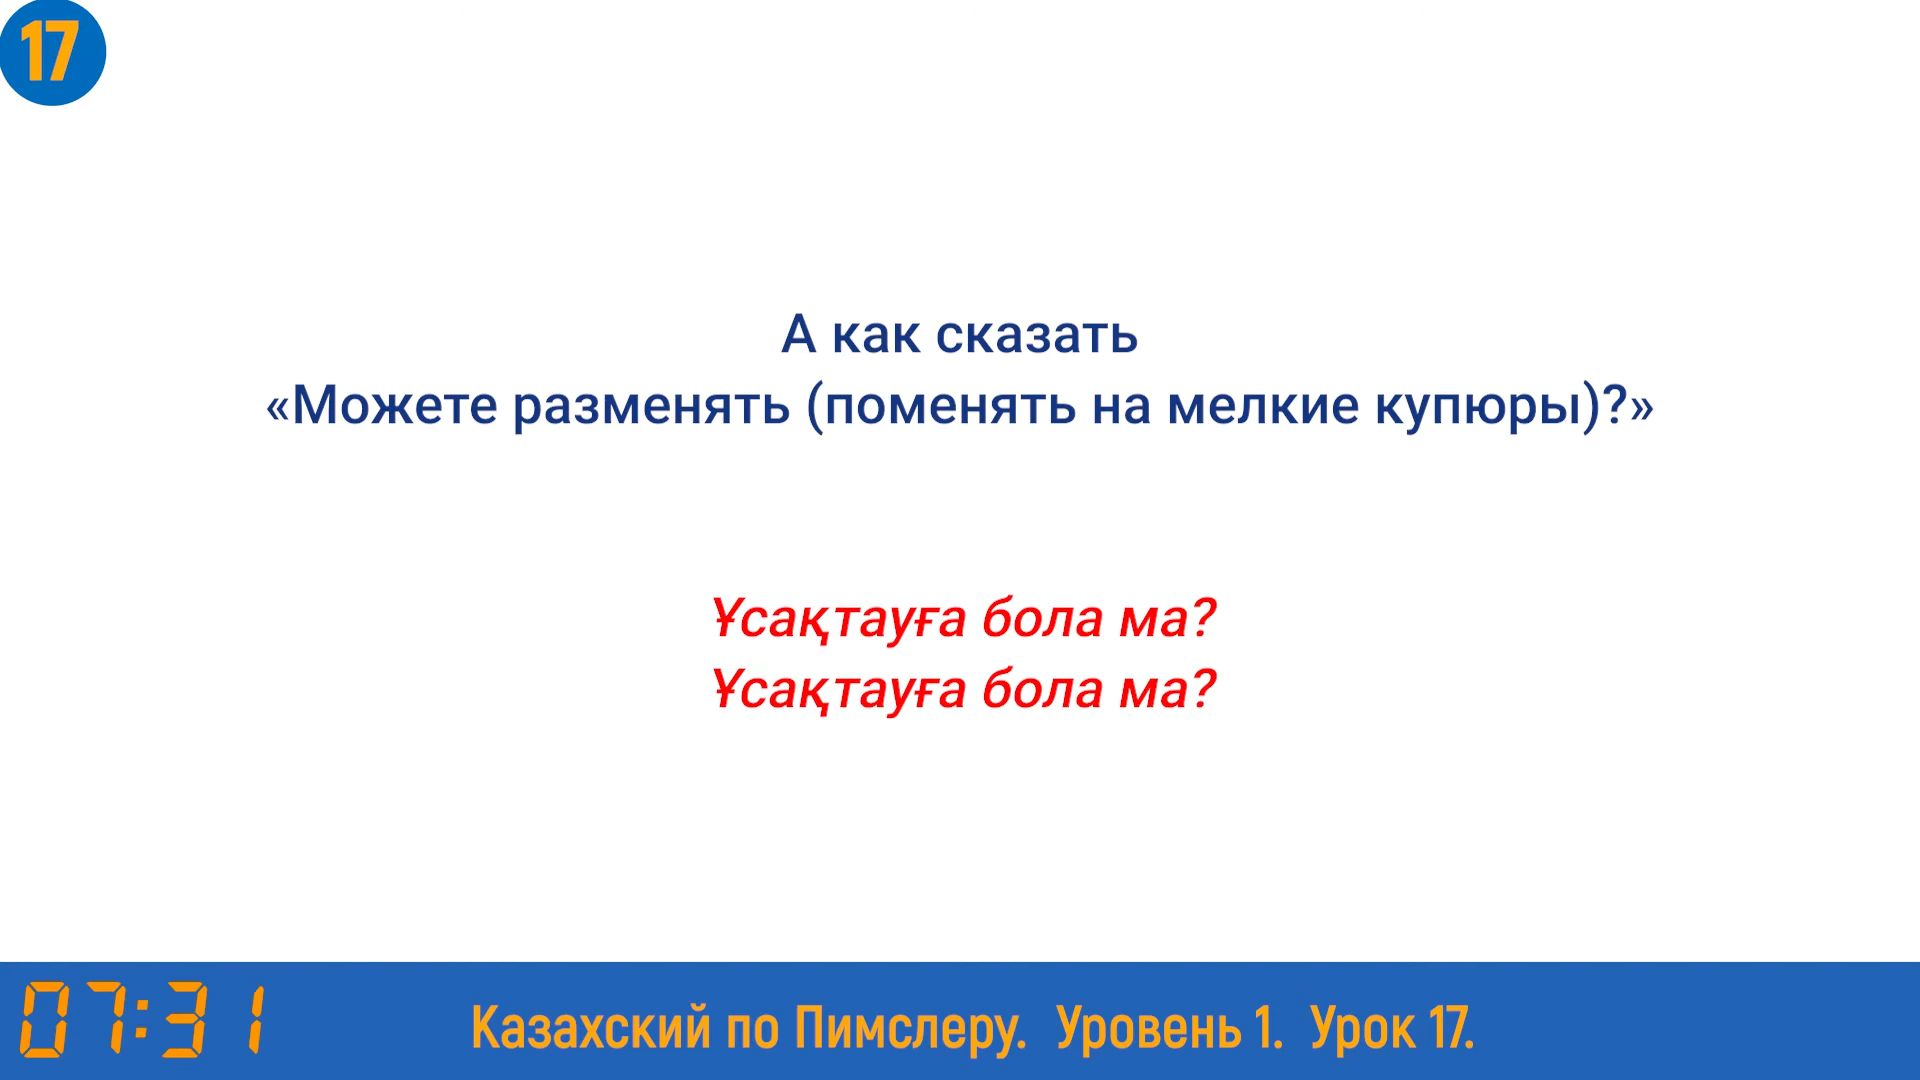 17
А как сказать
«Можете разменять (поменять на мелкие купюры)?»
Ұсақтауға бола ма?
Ұсақтауға бола ма?
07:31
Казахский по Пимслеру. Уровень 1. Урок 17.